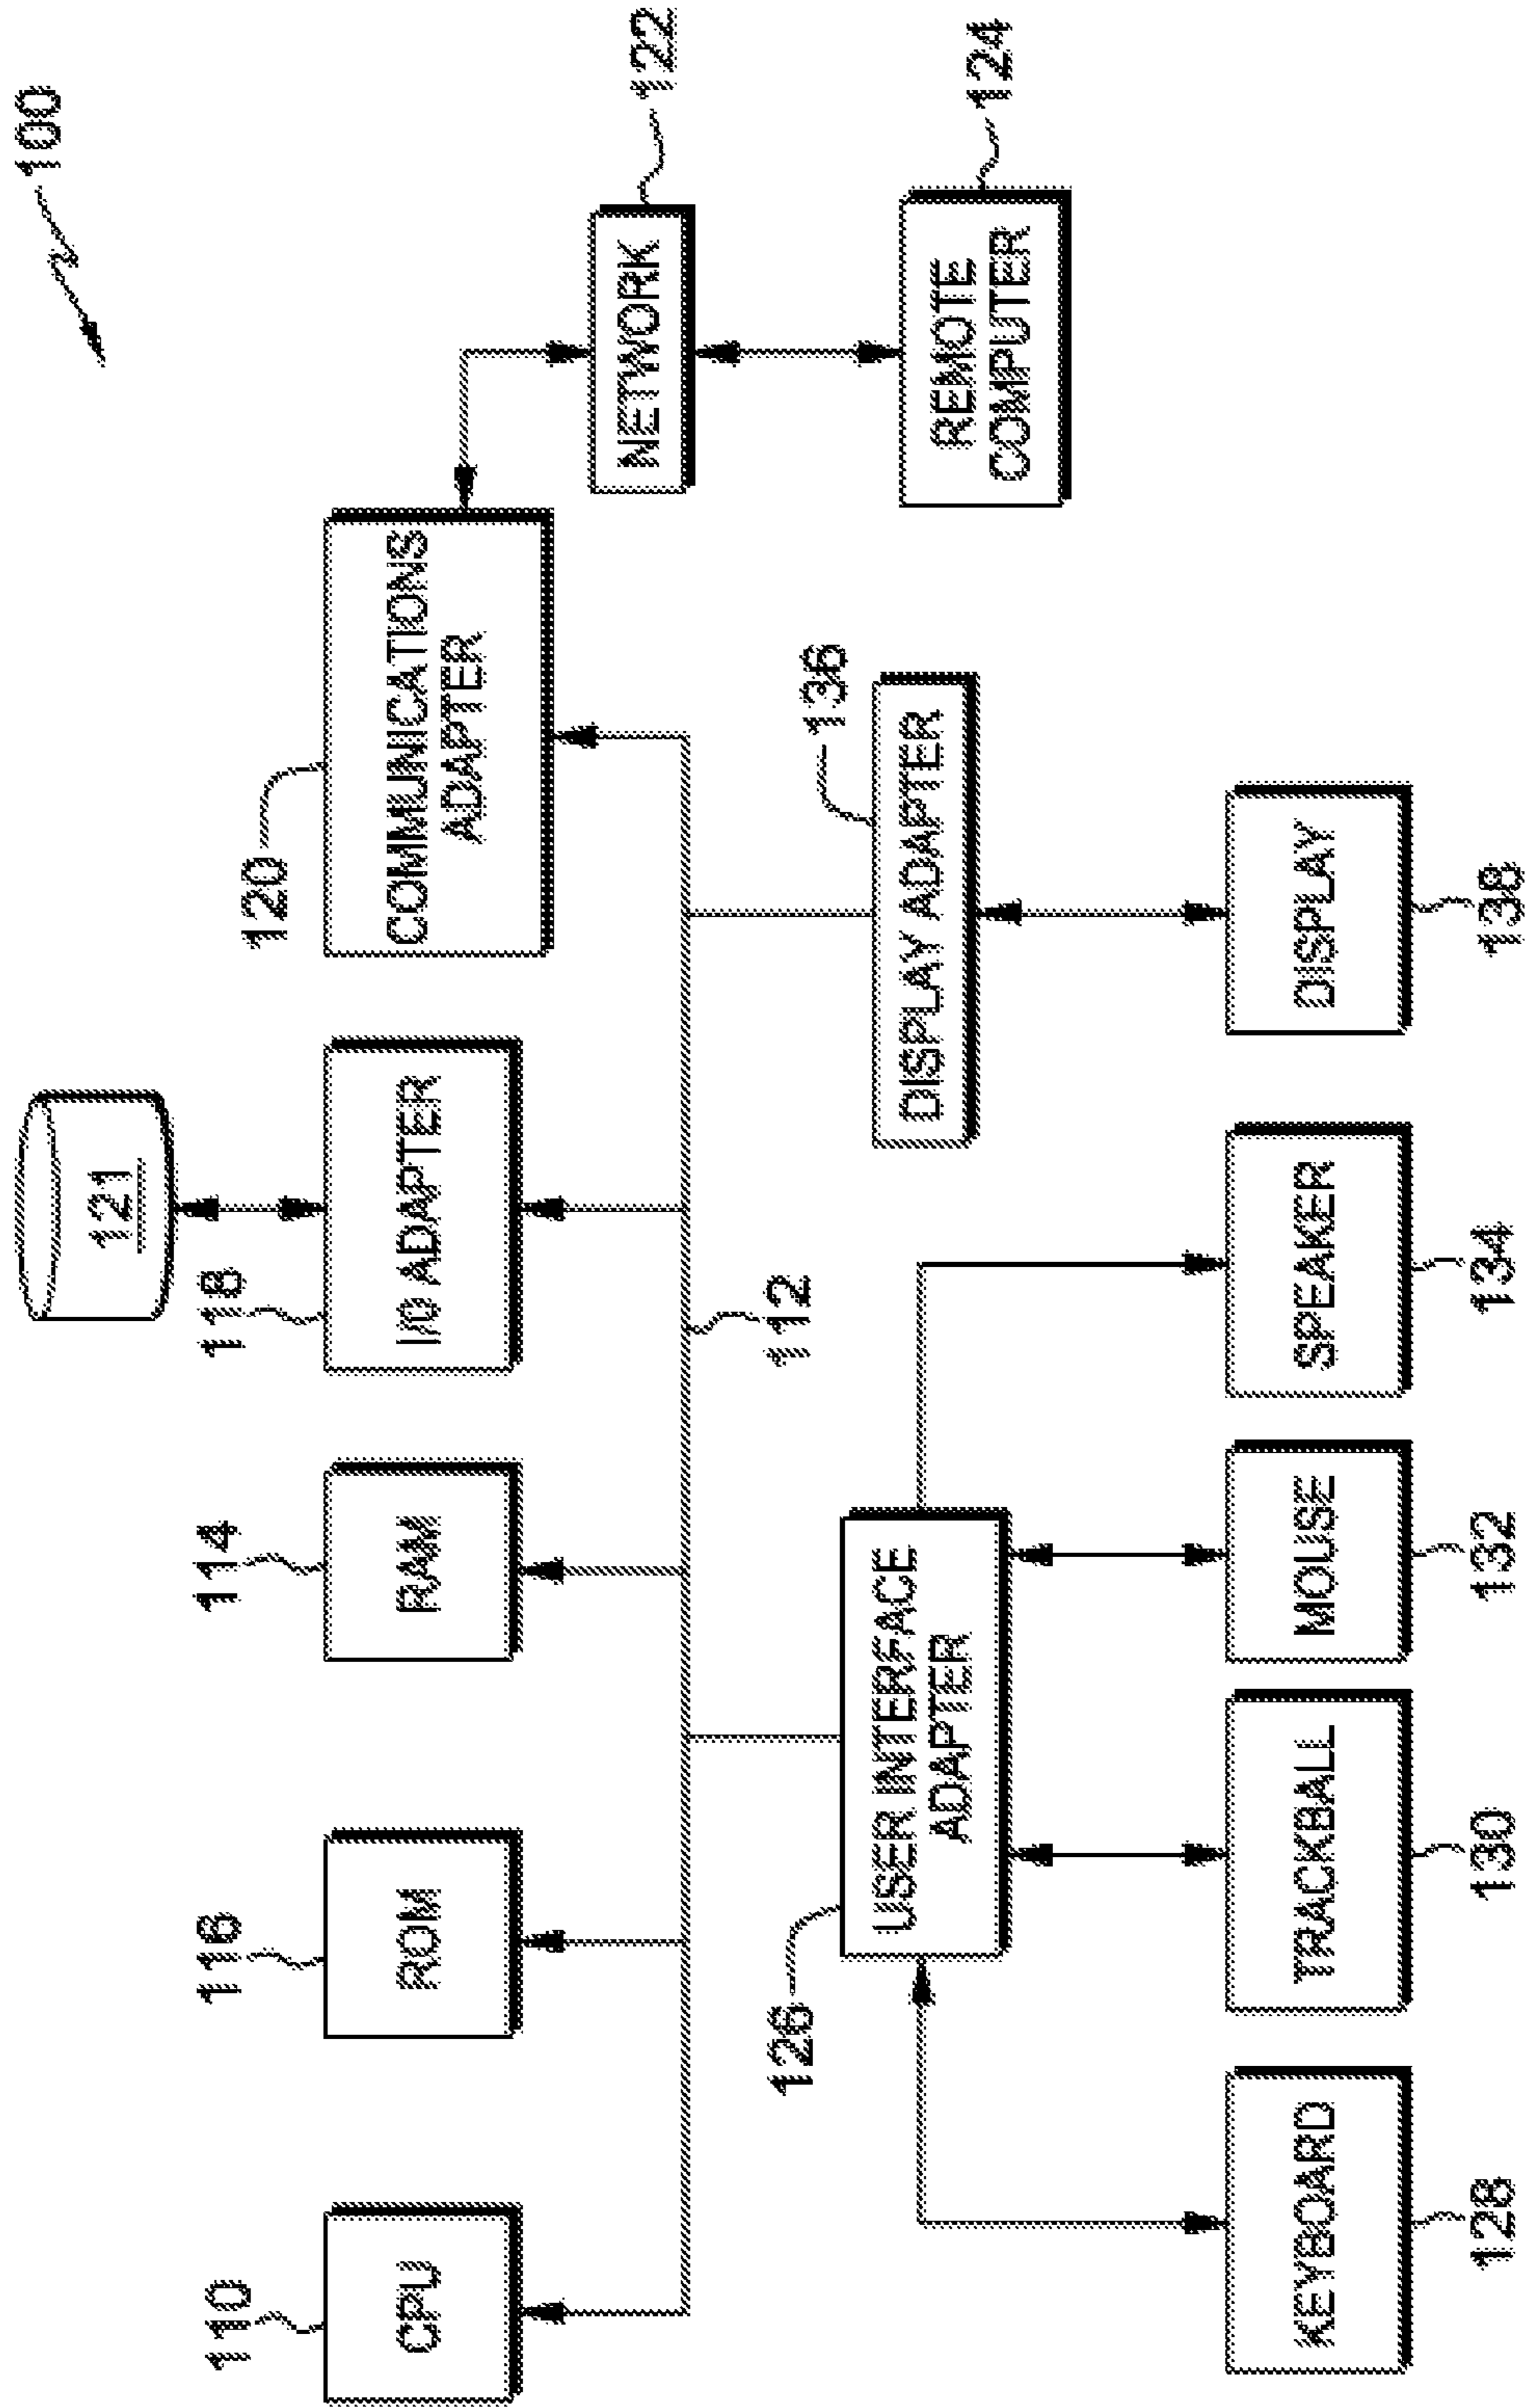 100
121
110
116
114
118
120
CPU
ROM
RAM
I/O ADAPTER
COMMUNICATIONS
ADAPTER
NETWORK
122
112
126
136
USER INTERFACE
ADAPTER
DISPLAY ADAPTER
REMOTE
COMPUTER
124
KEYBOARD
TRACKBALL
MOUSE
SPEAKER
DISPLAY
128
130
132
134
138